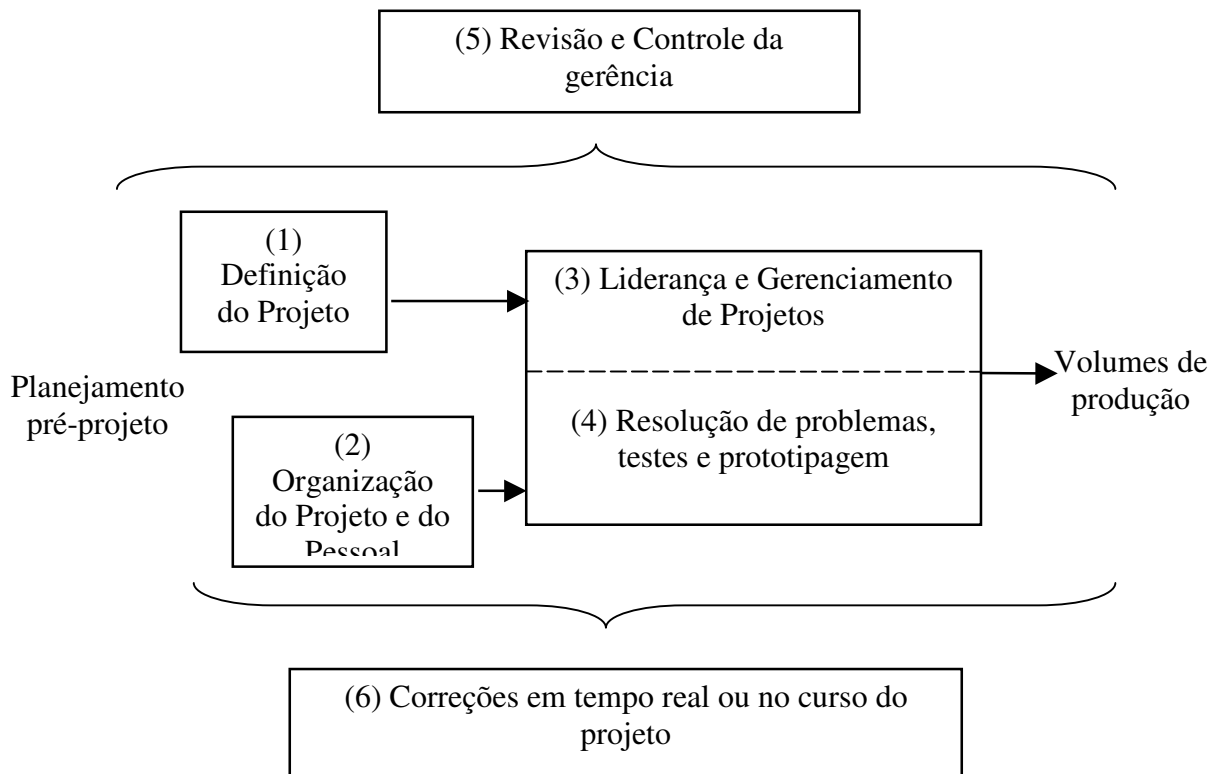 (5) Revisão e Controle da
gerência
(1)
Definição
do Projeto
(3) Liderança e Gerenciamento
de Projetos
Planejamento
pré-projeto
Volumes de
produção
(2)
Organização
do Projeto e do
Pessoal
(4) Resolução de problemas,
testes e prototipagem
(6) Correções em tempo real ou no curso do
projeto